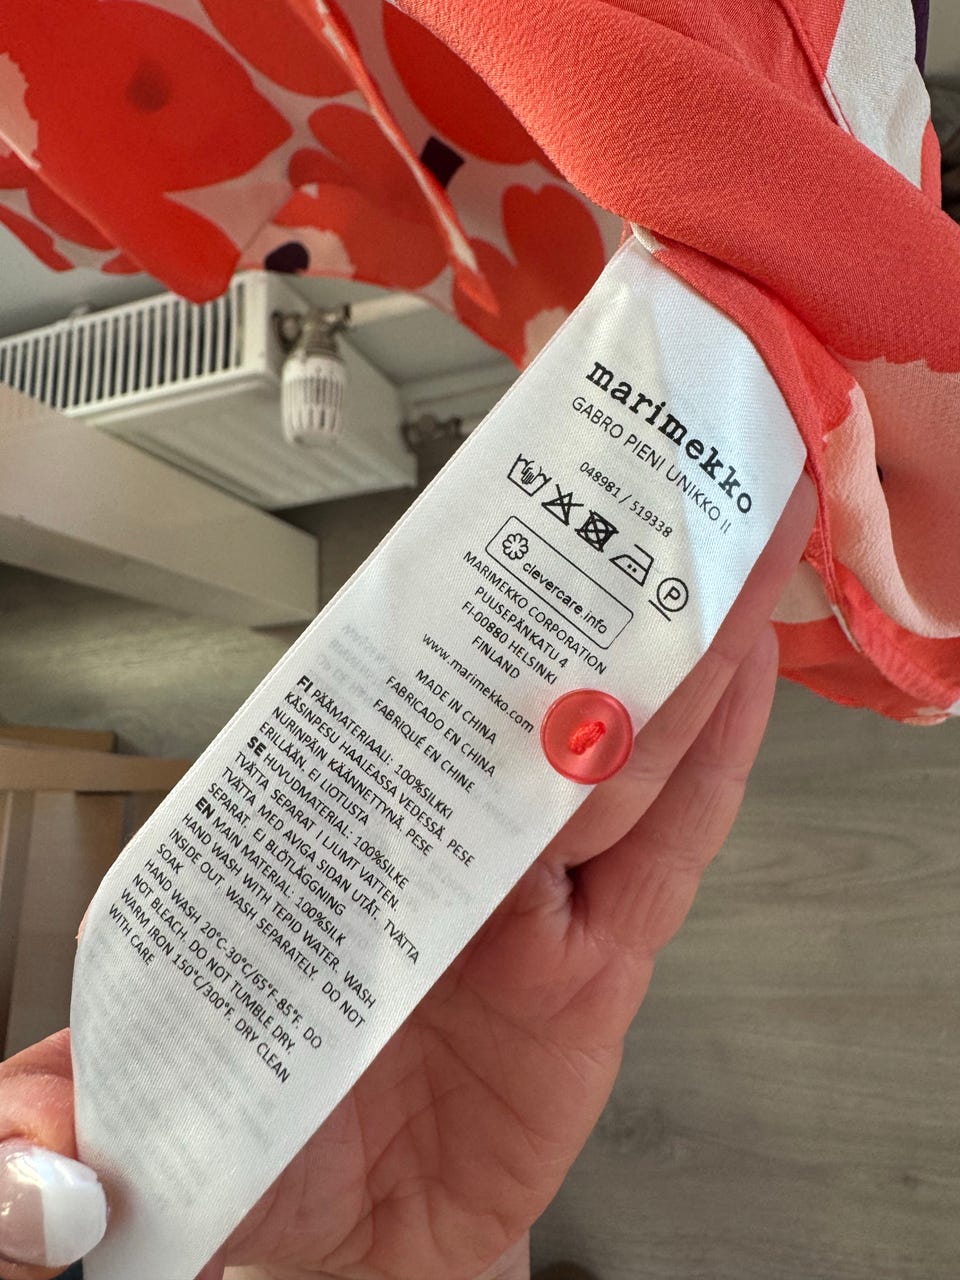 marimekko
GABRO PIENI UNIKKO II
048981 / 519338
P
clevercare.info
MARIMEKKO CORPORATION
PUUSEPÄNKATU 4
FI-00880 HELSINKI
FINLAND
www.marimekko.com
MADE IN CHINA
FABRICADO EN CHINA
FABRIQUÉ EN CHINE
FI PÄÄMATERIAALI: 100%SILKKI
KÄSINPESU HAALEASSA VEDESSÄ. PESE
NURINPÄIN KÄÄNNETTYNÄ. PESE
ERILLÄÄN. EI LIOTUSTA
SE HUVUDMATERIAL: 100%SILKE
TVÄTTA SEPARAT I LJUMT VATTEN.
TVÄTTA MED AVIGA SIDAN UTÅT. TVÄTTA
SEPARAT. EJ BLÖTLÄGGNING
EN MAIN MATERIAL: 100%SILK
HAND WASH WITH TEPID WATER. WASH
INSIDE OUT. WASH SEPARATELY. DO NOT
SOAK
HAND WASH 20°C-30°C/65°F-85°F. DO
NOT BLEACH. DO NOT TUMBLE DRY.
WARM IRON 150°C/300°F. DRY CLEAN
WITH CARE